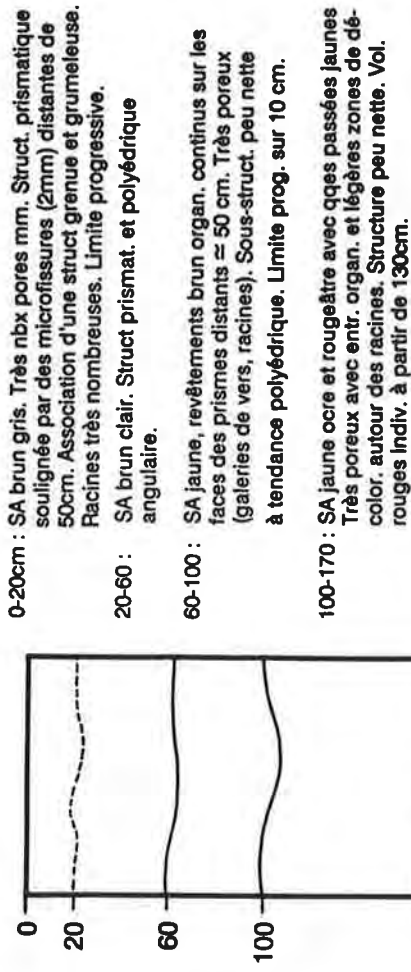 0
20
60
100
0-20cm : SA brun gris. Très nbx pores mm. Struct. prismatique
soulignée par des microfissures (2mm) distantes de
50cm. Association d'une struct grenue et grumeleuse.
Racines très nombreuses. Limite progressive.
20-60 : SA brun clair. Struct prismat. et polyédrique
angulaire.
60-100 : SA jaune, revêtements brun organ. continus sur les
faces des prismes distants ≃ 50 cm. Très poreux
(galeries de vers, racines). Sous-struct. peu nette
à tendance polyédrique. Limite prog. sur 10 cm.
100-170 : SA jaune ocre et rougeâtre avec qqes passées jaunes
Très poreux avec entr. organ. et légères zones de dé-
color. autour des racines. Structure peu nette. Vol.
rouges Indiv. à partir de 130cm.